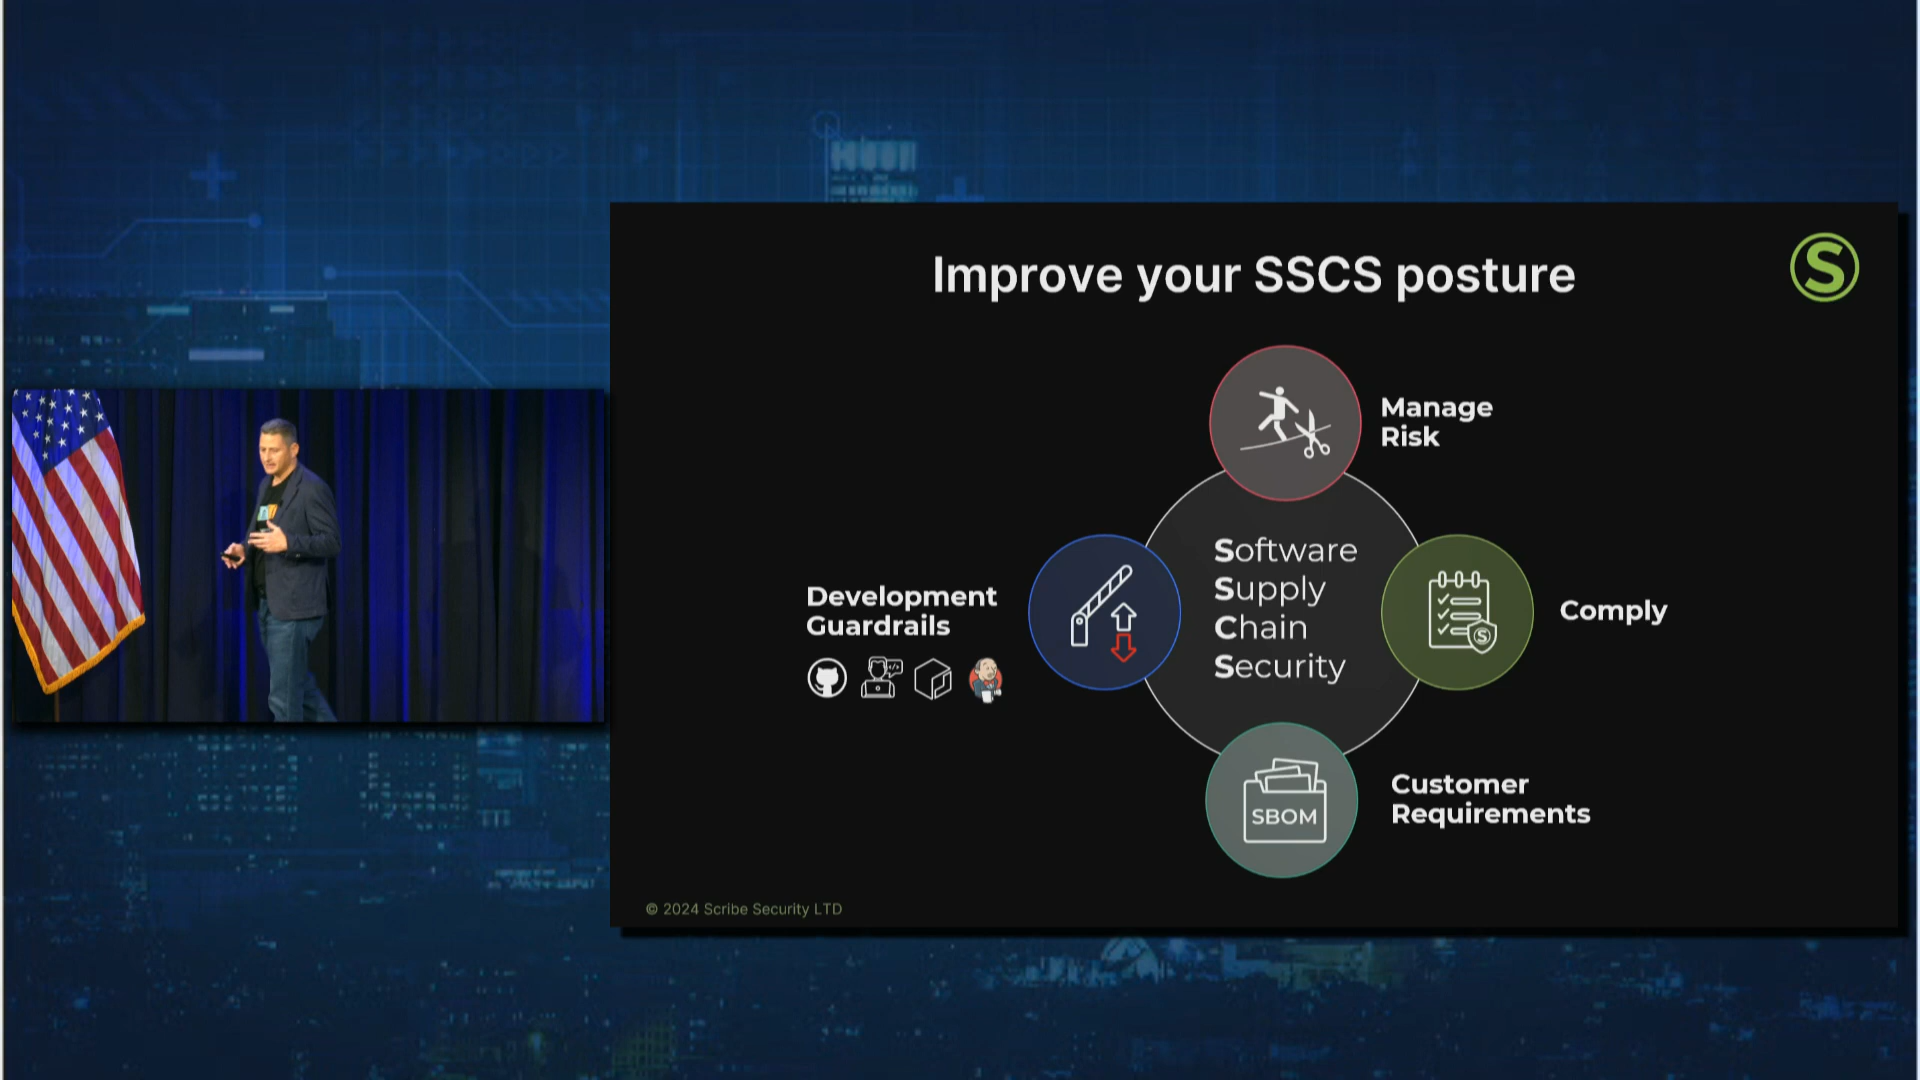 Improve your SSCS posture
S
Manage
Risk
Software
Supply
Chain
Security
Development
Guardrails
Comply
S
SBOM
Customer
Requirements
© 2024 Scribe Security LTD